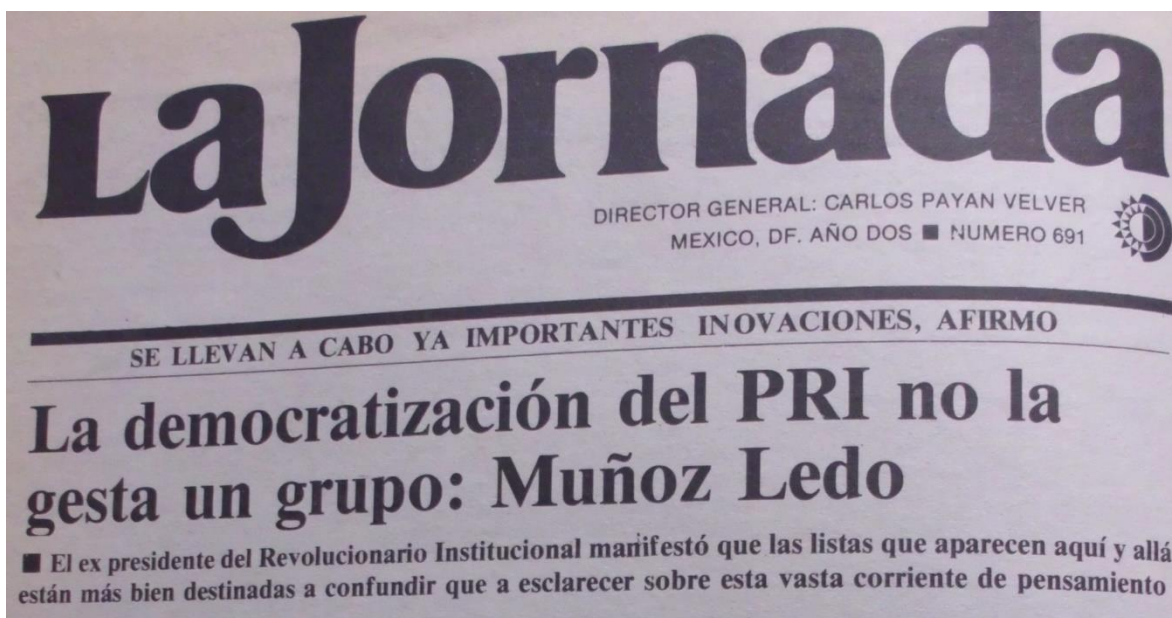 La Jornada
DIRECTOR GENERAL: CARLOS PAYAN VELVER
MEXICO, DF. AÑO DOS ■ NUMERO 691
SE LLEVAN A CABO YA IMPORTANTES INOVACIONES, AFIRMO
La democratización del PRI no la
gesta un grupo: Muñoz Ledo
■ El ex presidente del Revolucionario Institucional manifestó que las listas que aparecen aquí y allá
están más bien destinadas a confundir que a esclarecer sobre esta vasta corriente de pensamiento